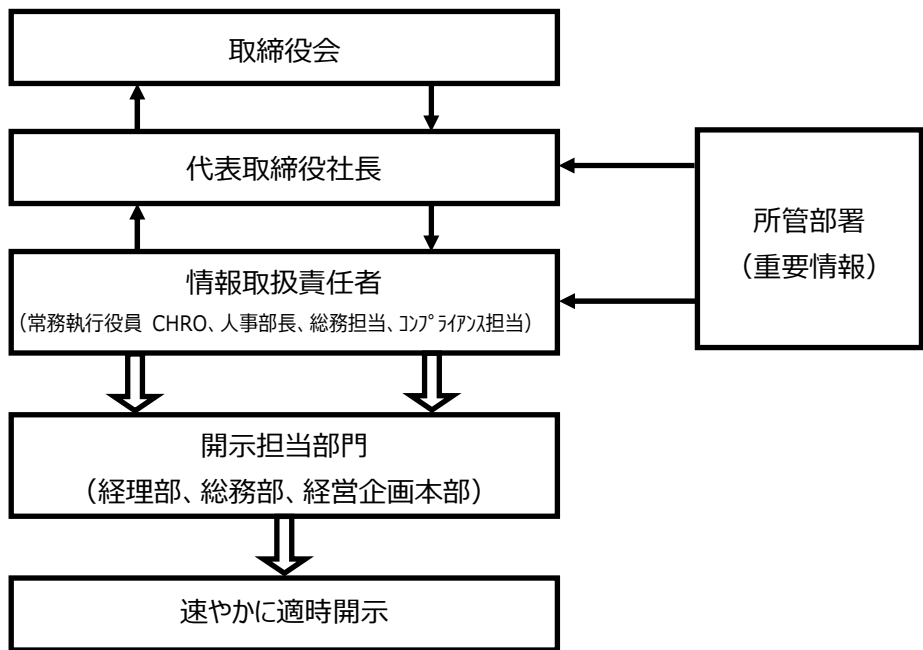 取締役会
代表取締役社長
所管部署
（重要情報）
情報取扱責任者
（常務執行役員 CHRO、人事部長、総務担当、ｺﾝﾌﾟﾗｲｱﾝｽ担当）
開示担当部門
（経理部、総務部、経営企画本部）
速やかに適時開示